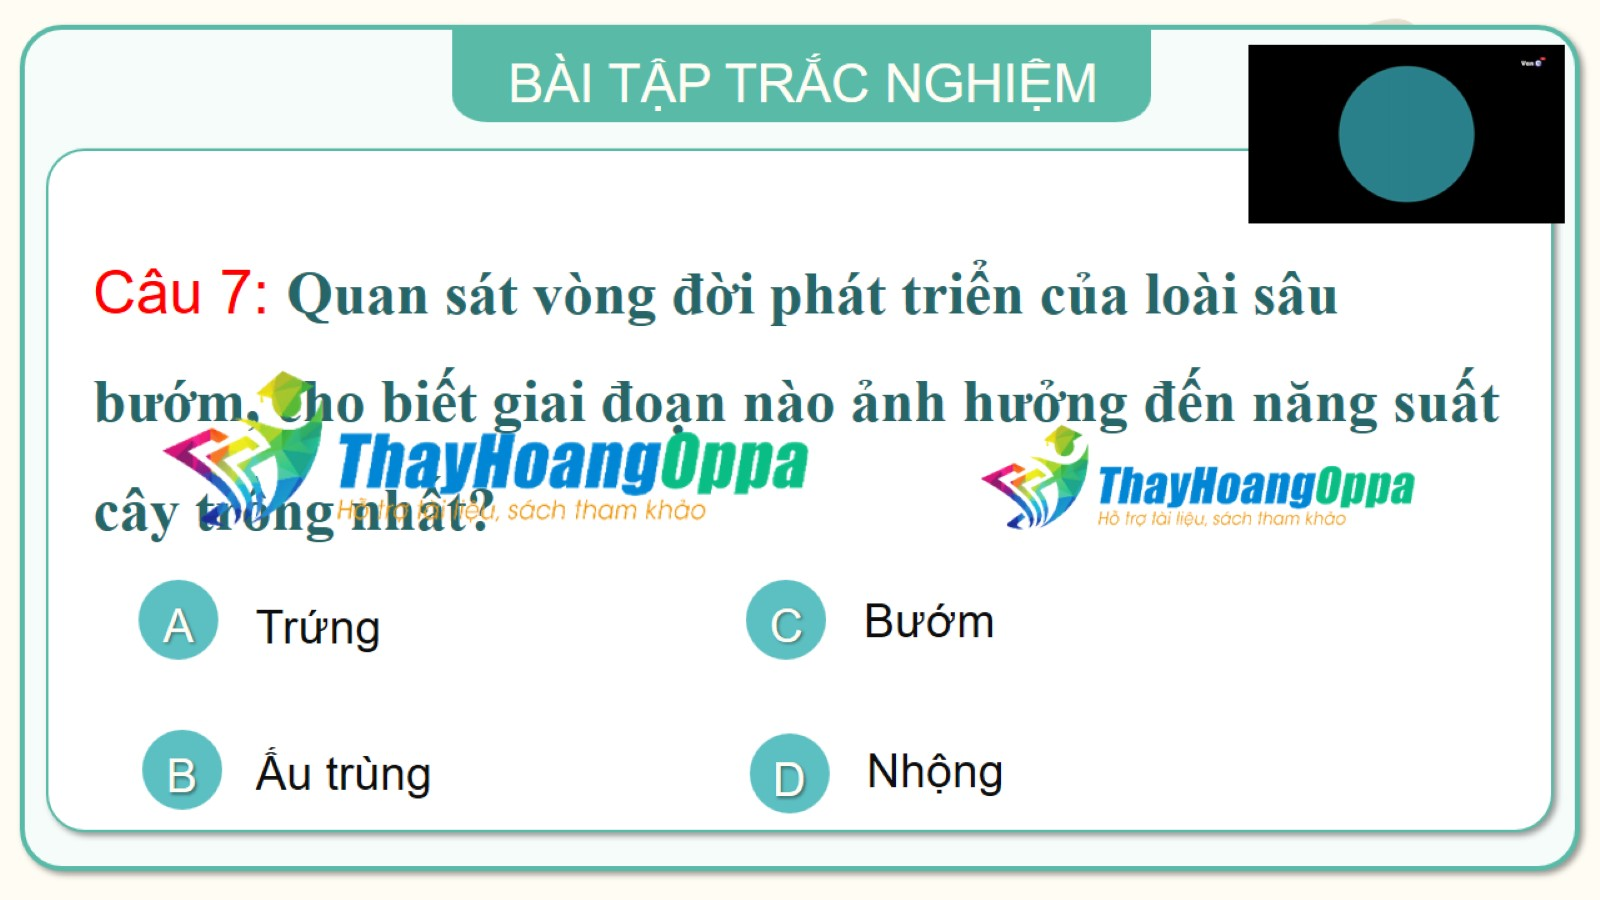 BÀI TẬP TRẮC NGHIỆM
Câu 7: Quan sát vòng đời phát triển của loài sâu
bướm, cho biết giai đoạn nào ảnh hưởng đến năng suất
cây trồng nhất?
ThayHoangOppa
Hỗ trợ tài liệu, sách tham khảo
ThayHoangOppa
Hỗ trợ tài liệu, sách tham khảo
A Trứng
C Bướm
B Ấu trùng
D Nhộng